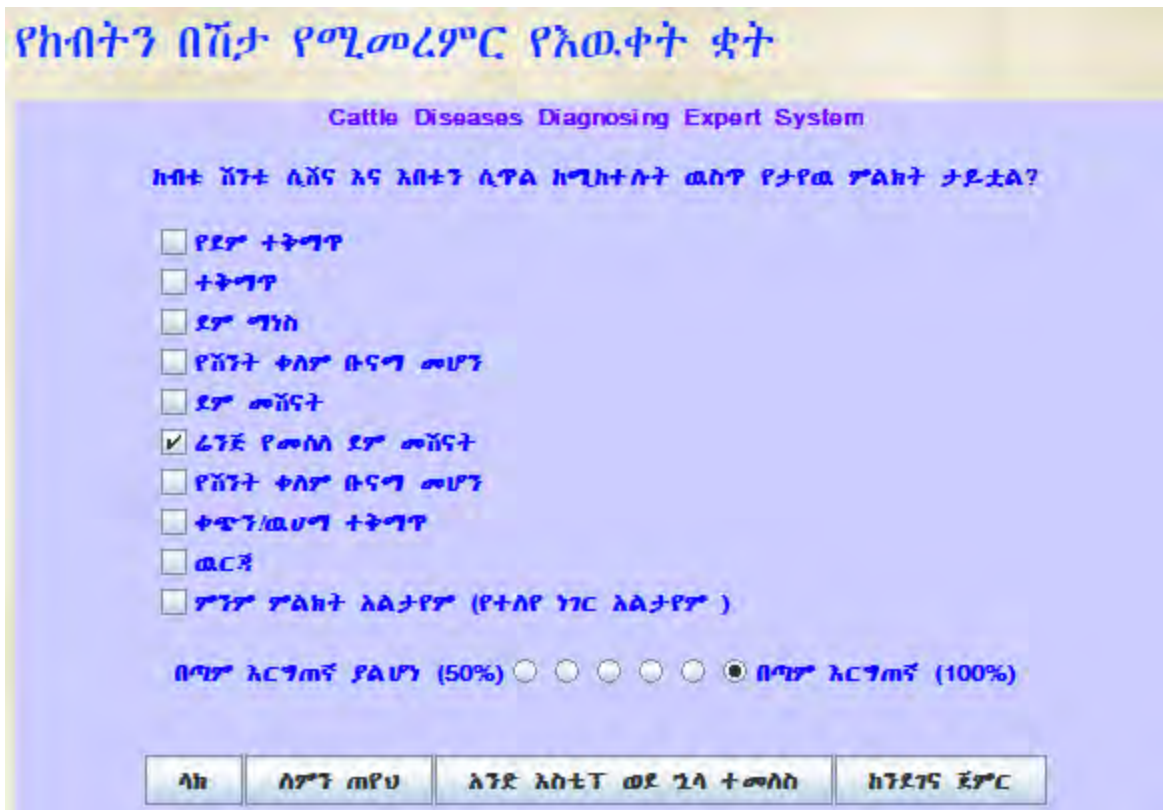 የከብትን በሽታ የሚመረምር የእውቀት ቋት
Cattle Diseases Diagnosing Expert System
ከብቱ ሽንቱ ሲሸና እና እበቱን ሲጥል ከሚከተሉት ዉስጥ የታየዉ ምልክት ታይቷል?
የደም ተቅማጥ
ተቅማጥ
ደም ማነስ
የሽንት ቀለም ቡናማ መሆን
ደም መሽናት
ሬንጅ የመሰለ ደም መሽናት
የሽንት ቀለም ቡናማ መሆን
ቀጭን/ዉሀማ ተቅማጥ
ዉርጃ
ምንም ምልክት አልታየም (የተለየ ነገር አልታየም )
በጣም እርግጠኛ ያልሆነ (50%) በጣም እርግጠኛ (100%)
ላክ ለምን ጠየህ አንድ እስቲፐ ወደ ኋላ ተመለስ ከንደገና ጀምር